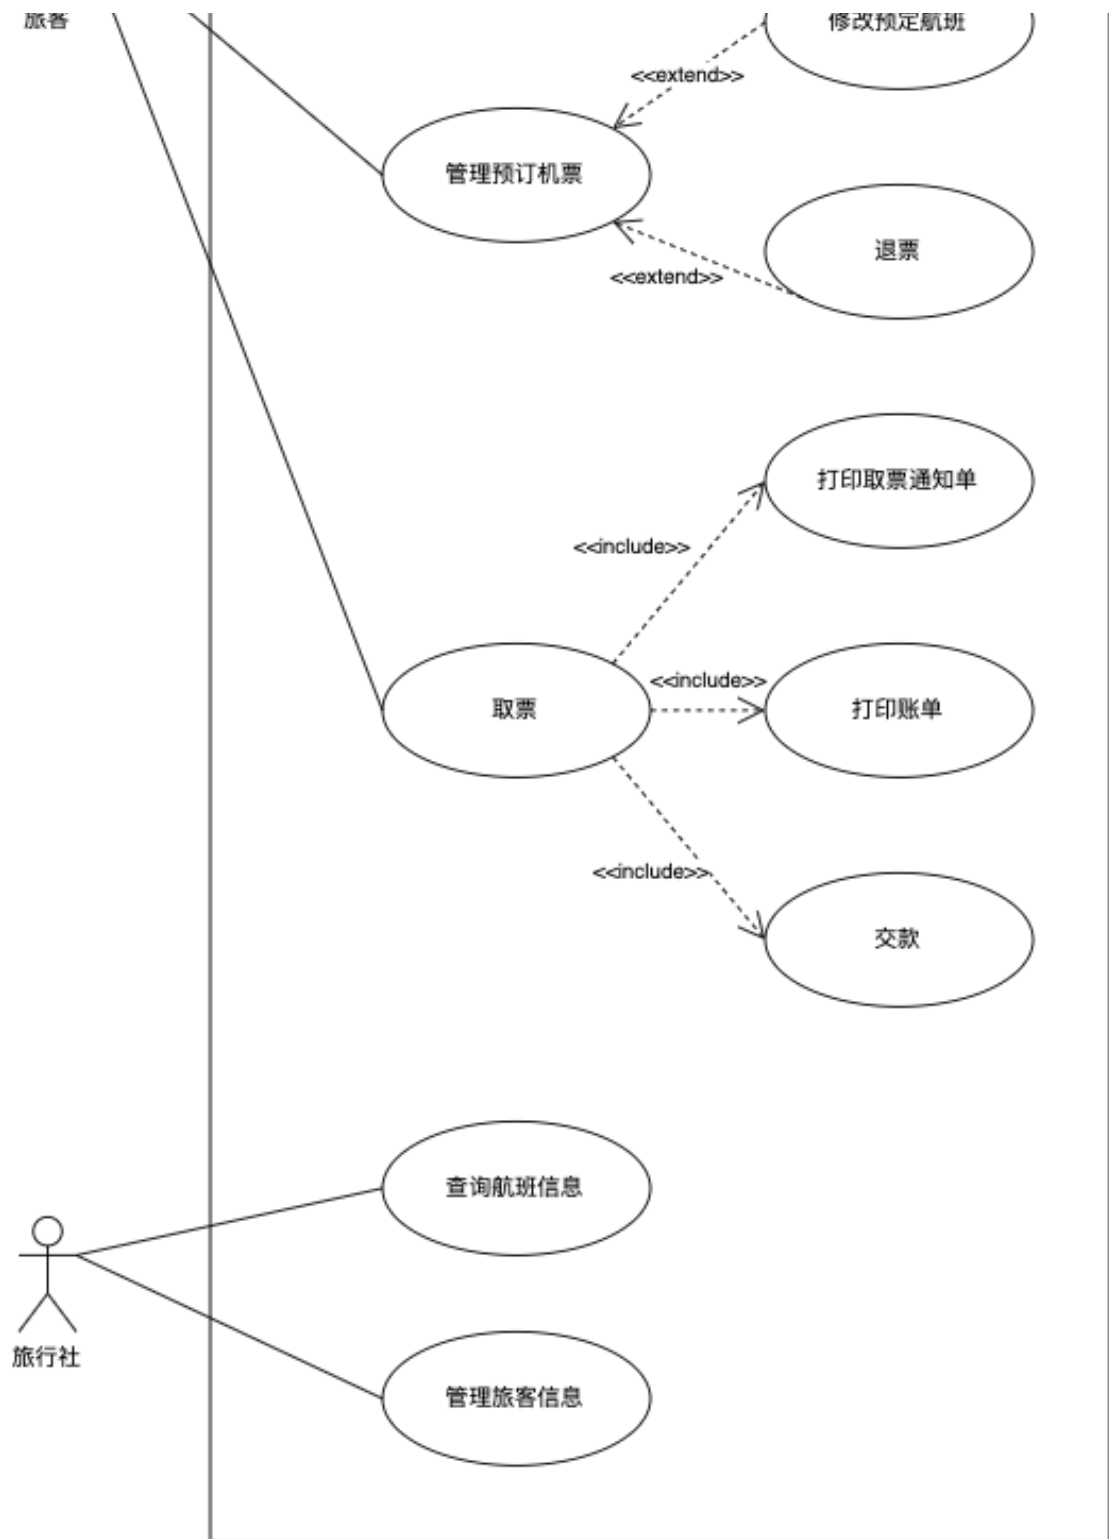 旅客
修改预定航班
<<extend>>
管理预订机票
退票
<<extend>>
打印取票通知单
<<include>>
<<include>>
取票
打印账单
<<include>>
交款
查询航班信息
旅行社
管理旅客信息